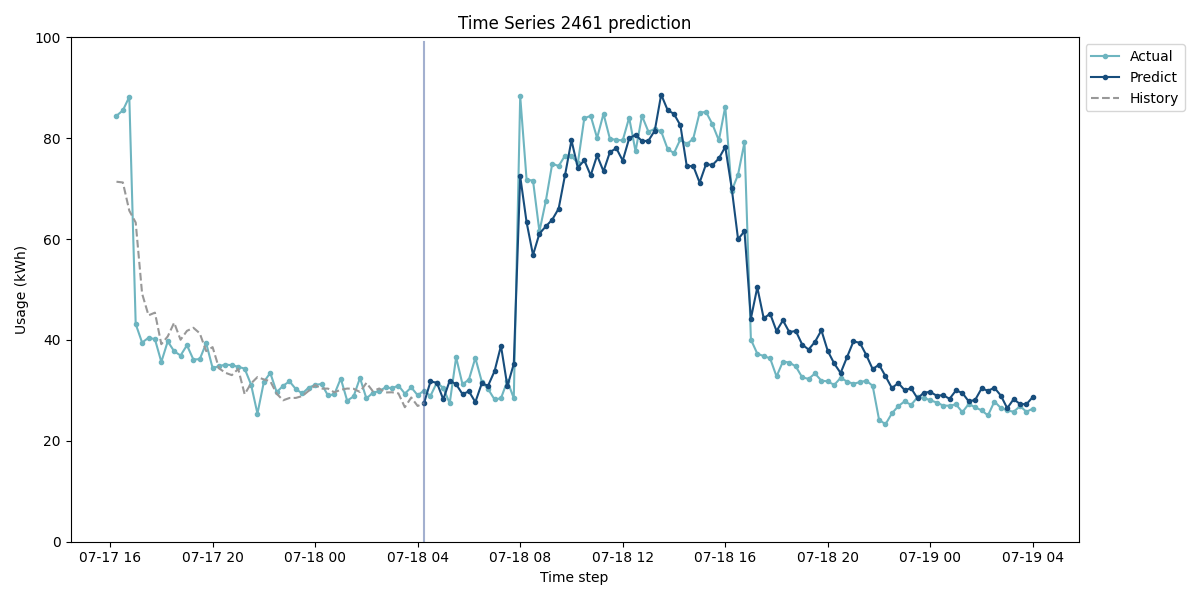 Time Series 2461 prediction
Usage (kWh)
100
80
60
40
20
0
07-17 16
07-17 20
07-18 00
07-18 04
07-18 08
07-18 12
07-18 16
07-18 20
07-19 00
07-19 04
Time step
Actual
Predict
History